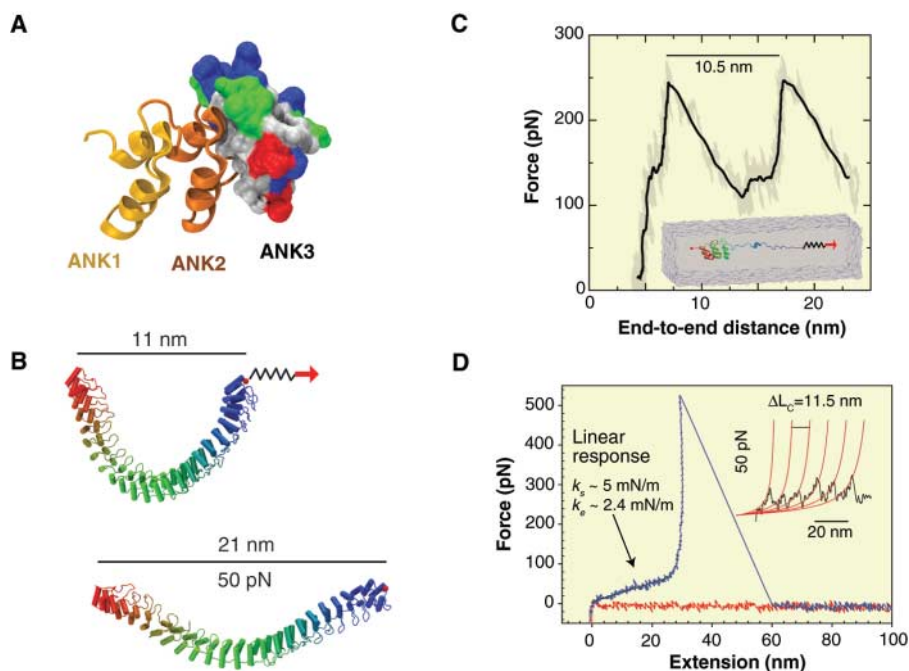 A
ANK1
ANK2
ANK3
B
11 nm
21 nm
50 pN
C
10.5 nm
Force (pN)
300
200
100
0
0
10
20
End-to-end distance (nm)
D
ΔL_C=11.5 nm
Linear
response
k_s ~ 5 mN/m
k_e ~ 2.4 mN/m
50 pN
20 nm
Force (pN)
500
400
300
200
100
0
0
20
40
60
80
100
Extension (nm)